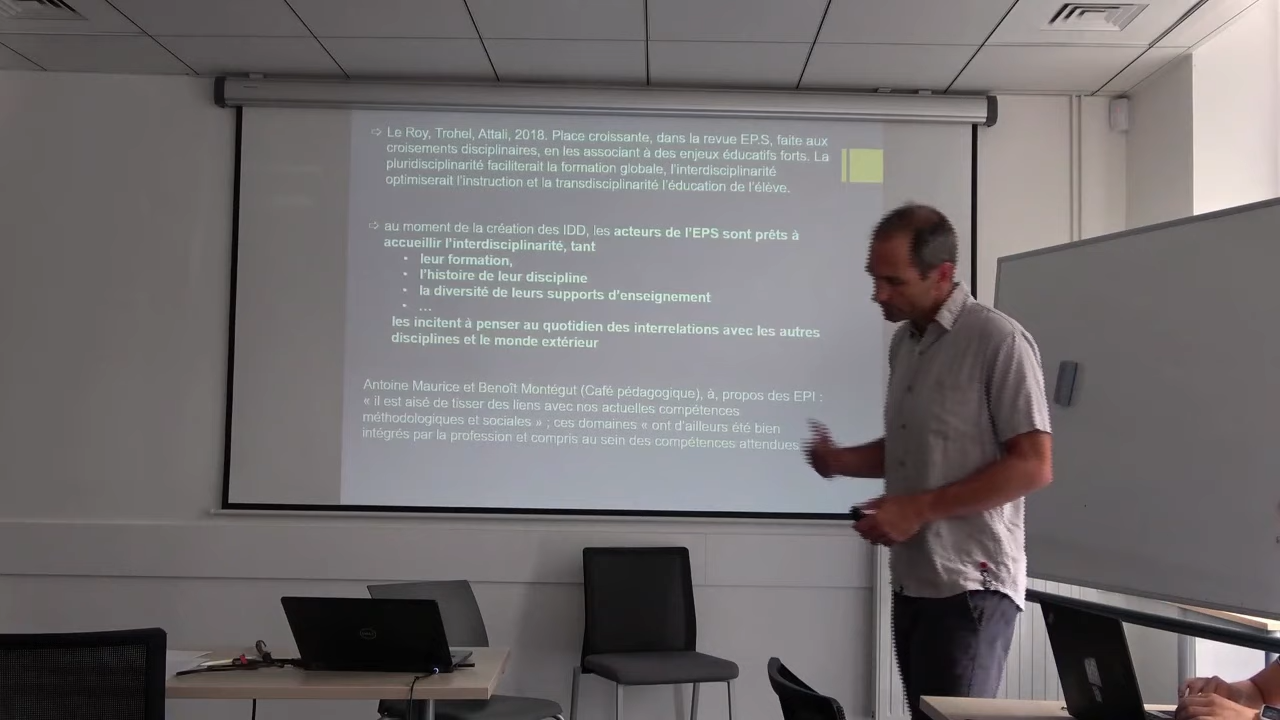 ⇨ Le Roy, Trohel, Attali, 2018. Place croissante, dans la revue EP.S, faite aux
croisements disciplinaires, en les associant à des enjeux éducatifs forts. La
pluridisciplinarité faciliterait la formation globale, l'interdisciplinarité
optimiserait l'instruction et la transdisciplinarité l'éducation de l'élève.
⇨ au moment de la création des IDD, les acteurs de l'EPS sont prêts à
accueillir l'interdisciplinarité, tant
• leur formation,
• l'histoire de leur discipline
• la diversité de leurs supports d'enseignement
• …
les incitent à penser au quotidien des interrelations avec les autres
disciplines et le monde extérieur
Antoine Maurice et Benoît Montégut (Café pédagogique), à, propos des EPI :
« il est aisé de tisser des liens avec nos actuelles compétences
méthodologiques et sociales » ; ces domaines « ont d'ailleurs été bien
intégrés par la profession et compris au sein des compétences attendues
DELL